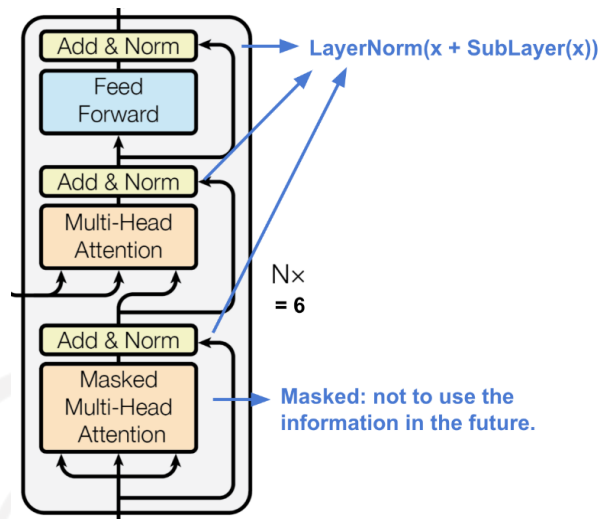 Add & Norm
LayerNorm(x + SubLayer(x))
Feed
Forward
Add & Norm
Multi-Head
Attention
N×
= 6
Add & Norm
Masked
Multi-Head
Attention
Masked: not to use the
information in the future.